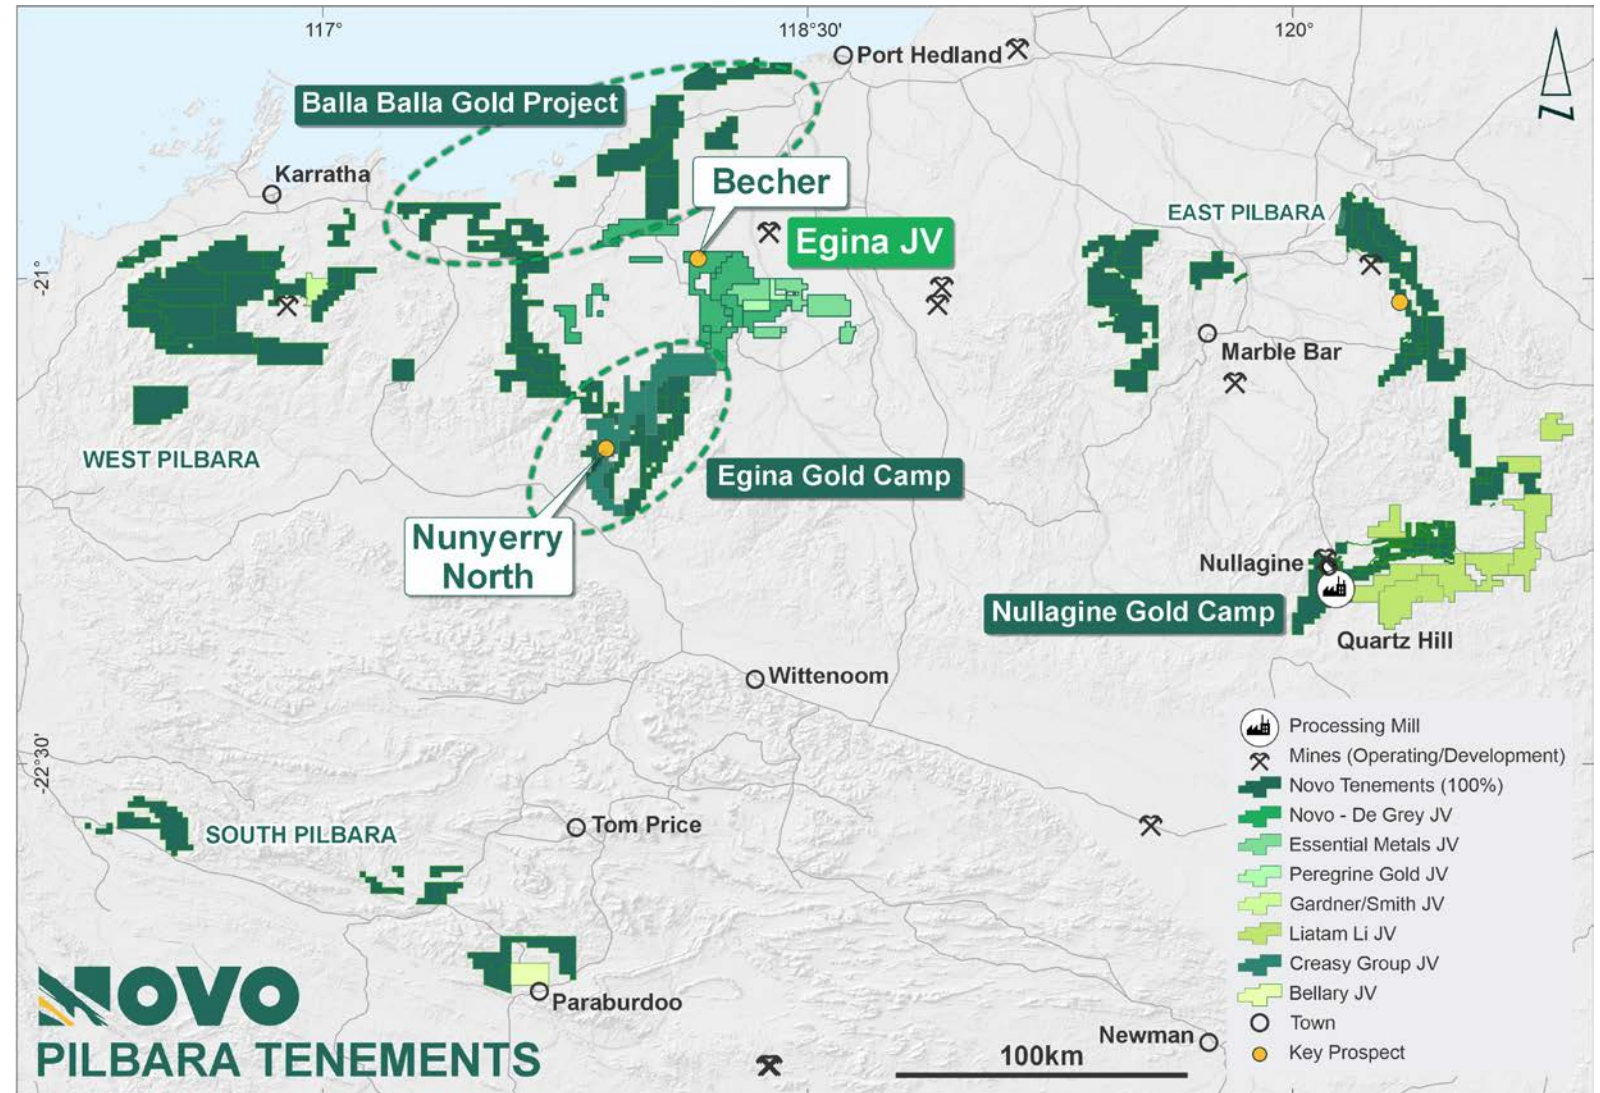 117°
118°30'
120°
Port Hedland
Balla Balla Gold Project
Karratha
Becher
Egina JV
EAST PILBARA
-21°
Marble Bar
WEST PILBARA
Egina Gold Camp
Nunyerry
North
Nullagine
Nullagine Gold Camp
Quartz Hill
Wittenoom
-22°30'
SOUTH PILBARA
Tom Price
Paraburdoo
Newman
100km
NOVO
PILBARA TENEMENTS
Processing Mill
Mines (Operating/Development)
Novo Tenements (100%)
Novo - De Grey JV
Essential Metals JV
Peregrine Gold JV
Gardner/Smith JV
Liatam Li JV
Creasy Group JV
Bellary JV
Town
Key Prospect
Z